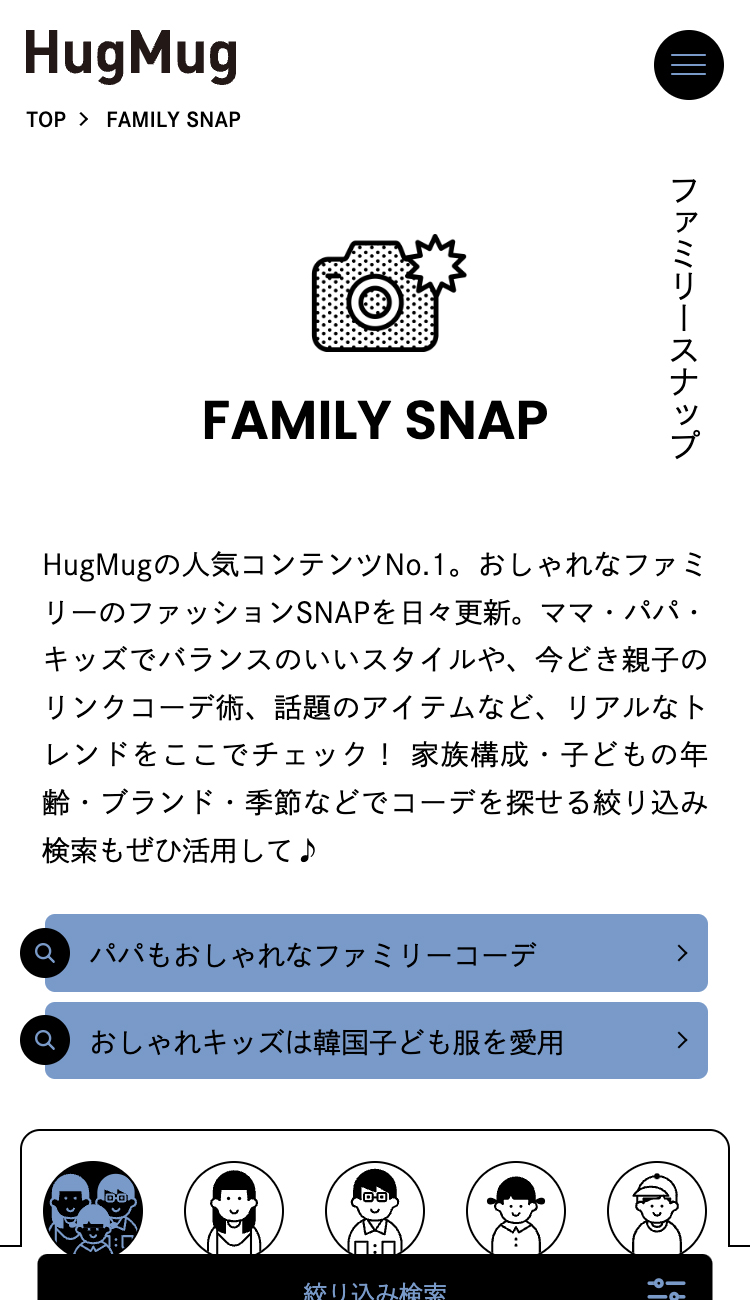 HugMug
TOP > FAMILY SNAP
ファミリースナップ
FAMILY SNAP
HugMugの人気コンテンツNo.1。おしゃれなファミ
リーのファッションSNAPを日々更新。ママ・パパ・
キッズでバランスのいいスタイルや、今どき親子の
リンクコーデ術、話題のアイテムなど、リアルなト
レンドをここでチェック！ 家族構成・子どもの年
齢・ブランド・季節などでコーデを探せる絞り込み
検索もぜひ活用して♪
パパもおしゃれなファミリーコーデ
おしゃれキッズは韓国子ども服を愛用
絞り込み検索